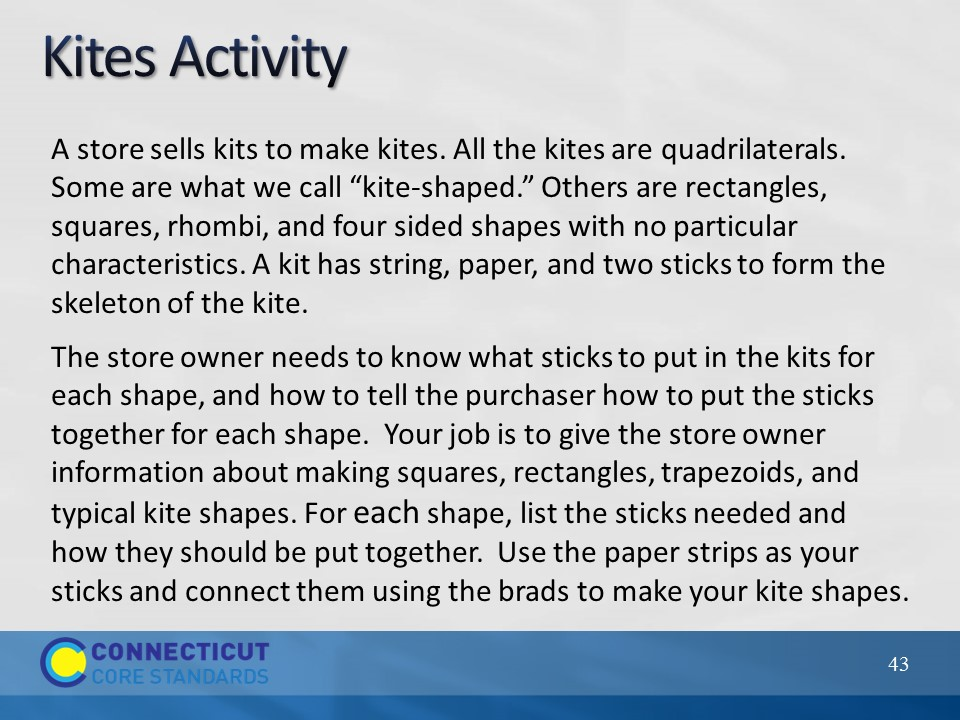 Kites Activity
A store sells kits to make kites. All the kites are quadrilaterals.
Some are what we call “kite-shaped.” Others are rectangles,
squares, rhombi, and four sided shapes with no particular
characteristics. A kit has string, paper, and two sticks to form the
skeleton of the kite.
The store owner needs to know what sticks to put in the kits for
each shape, and how to tell the purchaser how to put the sticks
together for each shape.  Your job is to give the store owner
information about making squares, rectangles, trapezoids, and
typical kite shapes. For each shape, list the sticks needed and
how they should be put together.  Use the paper strips as your
sticks and connect them using the brads to make your kite shapes.
CONNECTICUT
CORE STANDARDS
43